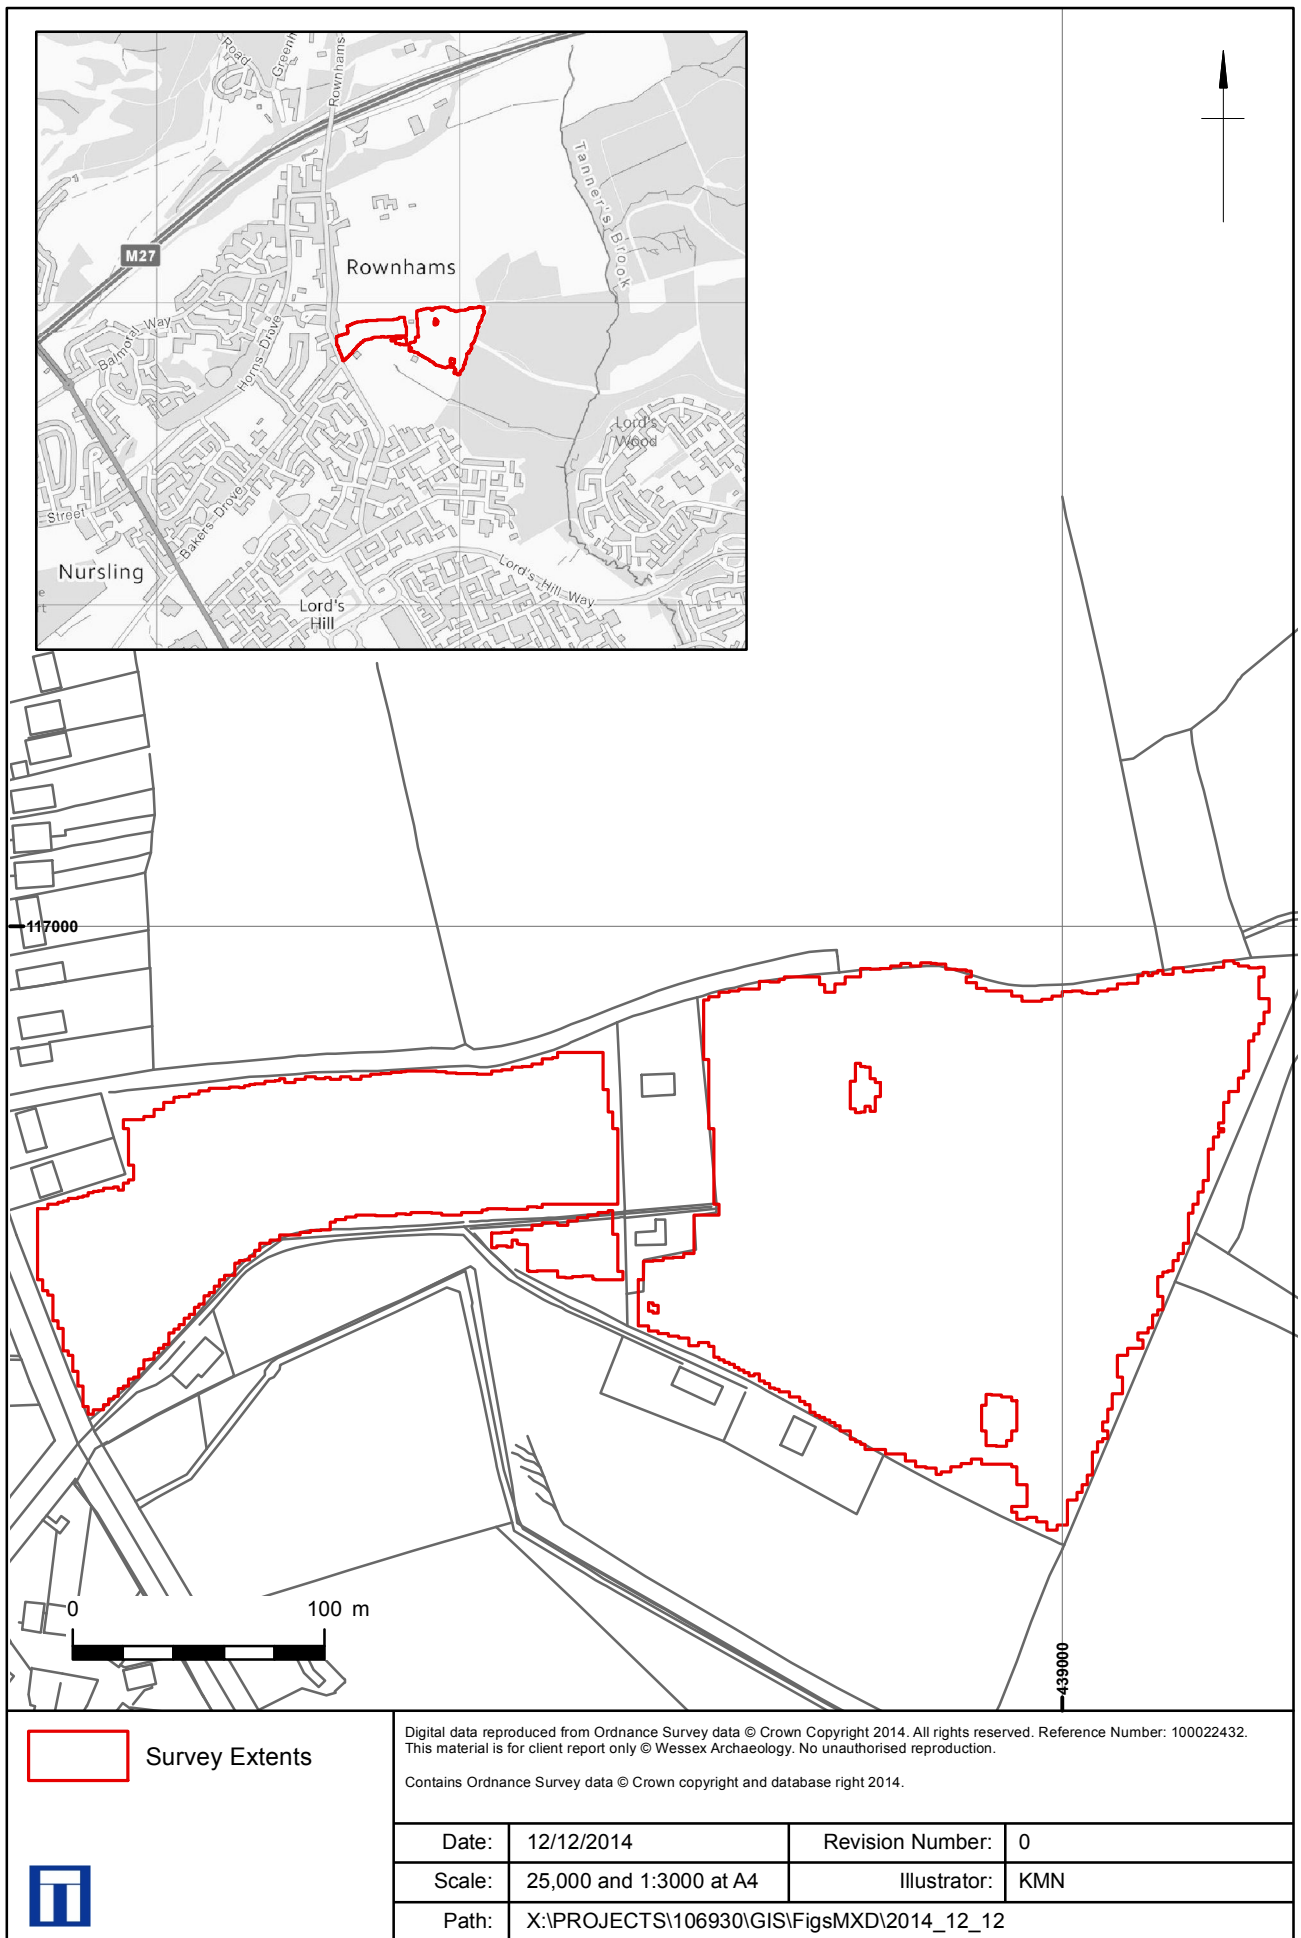 Road
Greenh
Rownhams
Tanner's Brook
M27
Rownhams
Balmoral Way
Horns Drove
Lord's
Wood
Street
Bakers Drove
Nursling
Lord's Hill Way
Lord's
Hill
e
rt
117000
0 100 m
439000
Survey Extents
Digital data reproduced from Ordnance Survey data © Crown Copyright 2014. All rights reserved. Reference Number: 100022432.
This material is for client report only © Wessex Archaeology. No unauthorised reproduction.
Contains Ordnance Survey data © Crown copyright and database right 2014.
Date: 12/12/2014 Revision Number: 0
Scale: 25,000 and 1:3000 at A4 Illustrator: KMN
Path: X:\PROJECTS\106930\GIS\FigsMXD\2014_12_12